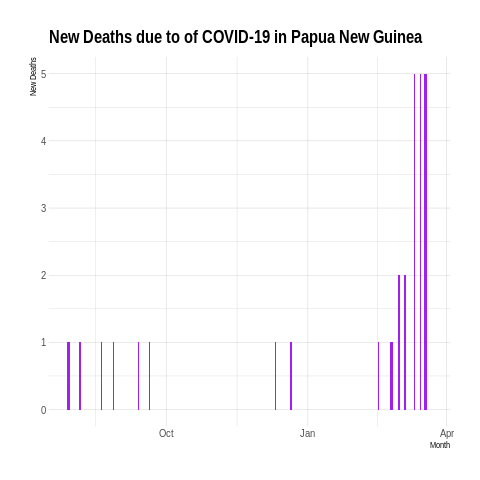 New Deaths due to of COVID-19 in Papua New Guinea
New Deaths
5
4
3
2
1
0
Oct
Jan
Apr
Month